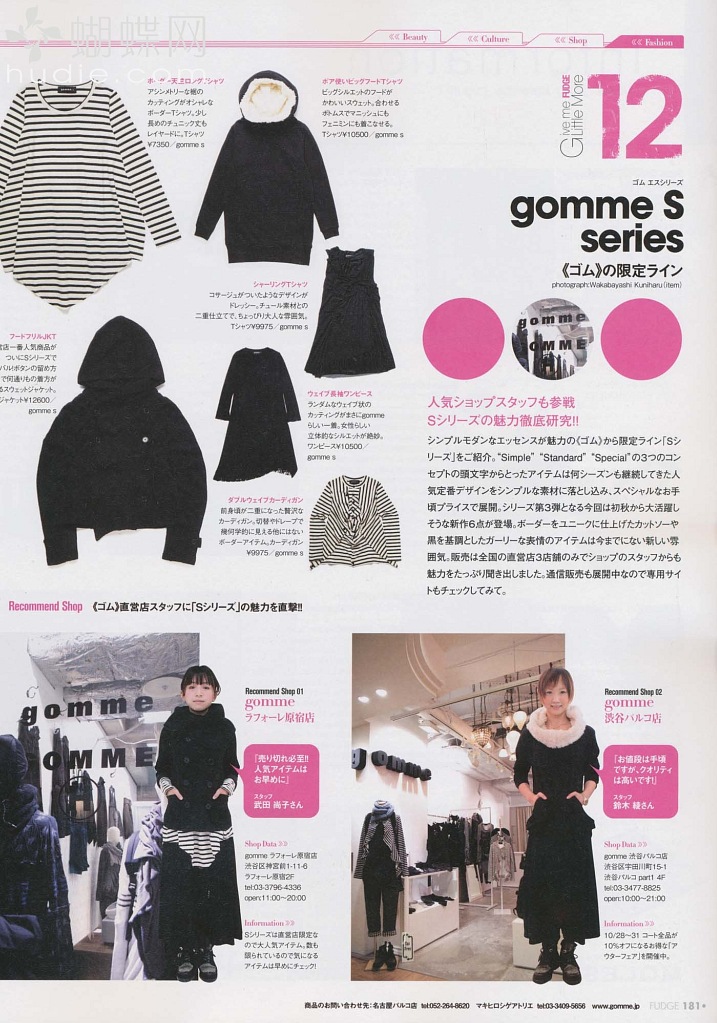 蝴蝶网
hudie.c
《《 Beauty
《《 Culture
《《 Shop
《《 Fashion
ロングTシャツ
アシンメトリーな裾の
カッティングがオシャレな
ボーダーTシャツ。少し
長めのチュニック丈も
レイヤードに。Tシャツ
¥7350/gomme s
ボア使いビッグフードTシャツ
ビッグシルエットのフードが
かわいいスウェット。合わせる
ボトムスでマニッシュにも
フェミニンにも着こなせる。
Tシャツ¥10500/gomme s
Give me FUDGE
a Little More
12
ゴム エスシリーズ
gomme S
series
《ゴム》の限定ライン
photograph:Wakabayashi Kuniharu(item)
シャーリングTシャツ
コサージュがついたようなデザインが
ドレッシー。チュール素材との
二重仕立てで、ちょっぴり大人な雰囲気。
Tシャツ¥9975/gomme s
フードフリルJKT
店一番人気商品が
ついにSシリーズで
ボタンの留め方
で何通りもの着方が
るスウェットジャケット。
ジャケット¥12600/
gomme s
ウェイブ長袖ワンピース
ランダムなウェイブ状の
カッティングがまさにgomme
らしい一着。女性らしい
立体的なシルエットが絶妙。
ワンピース¥10500/
gomme s
ダブルウェイブカーディガン
前身頃が二重になった贅沢な
カーディガン。切替やドレープで
幾何学的に見える他にはない
ボーダーアイテム。カーディガン
¥9975/gomme s
gomme
GOMME
人気ショップスタッフも参戦
Sシリーズの魅力徹底研究!!
シンプルモダンなエッセンスが魅力の《ゴム》から限定ライン「Sシ
リーズ」をご紹介。“Simple” “Standard” “Special”の3つのコン
セプトの頭文字からとったアイテムは何シーズンも継続してきた人
気定番デザインをシンプルな素材に落とし込み、スペシャルなお手
頃プライスで展開。シリーズ第3弾となる今回は初秋から大活躍し
そうな新作6点が登場。ボーダーをユニークに仕上げたカットソーや
黒を基調としたガーリーな表情のアイテムは今までにない新しい雰
囲気。販売は全国の直営店3店舗のみでショップのスタッフからも
魅力をたっぷり聞き出しました。通信販売も展開中なので専用サイ
トもチェックしてみて。
Recommend Shop 《ゴム》直営店スタッフに「Sシリーズ」の魅力を直撃!!
gomme
OMME
Recommend Shop 01
gomme
ラフォーレ原宿店
「売り切れ必至!!
人気アイテムは
お早めに」
スタッフ
武田 尚子さん
Shop Data 》》
gomme ラフォーレ原宿店
渋谷区神宮前1-11-6
ラフォーレ原宿2F
tel:03-3796-4336
open:11:00〜20:00
Information 》》
Sシリーズは直営店限定な
ので大人気アイテム。数も
限られているので気になる
アイテムは早めにチェック!
gomme
Recommend Shop 02
gomme
渋谷パルコ店
「お値段は手頃
ですが、クオリティ
は高いです!」
スタッフ
鈴木 綾さん
Shop Data 》》
gomme 渋谷パルコ店
渋谷区宇田川町15-1
渋谷パルコ part1 4F
tel:03-3477-8825
open:10:00〜21:00
Information 》》
10/28〜31 コート全品が
10%オフになるお得な「ア
ウターフェア」を開催中。
商品のお問い合わせ先:名古屋パルコ店 tel:052-264-8620 マキヒロシゲアトリエ tel:03-3409-5656 www.gomme.jp FUDGE 181